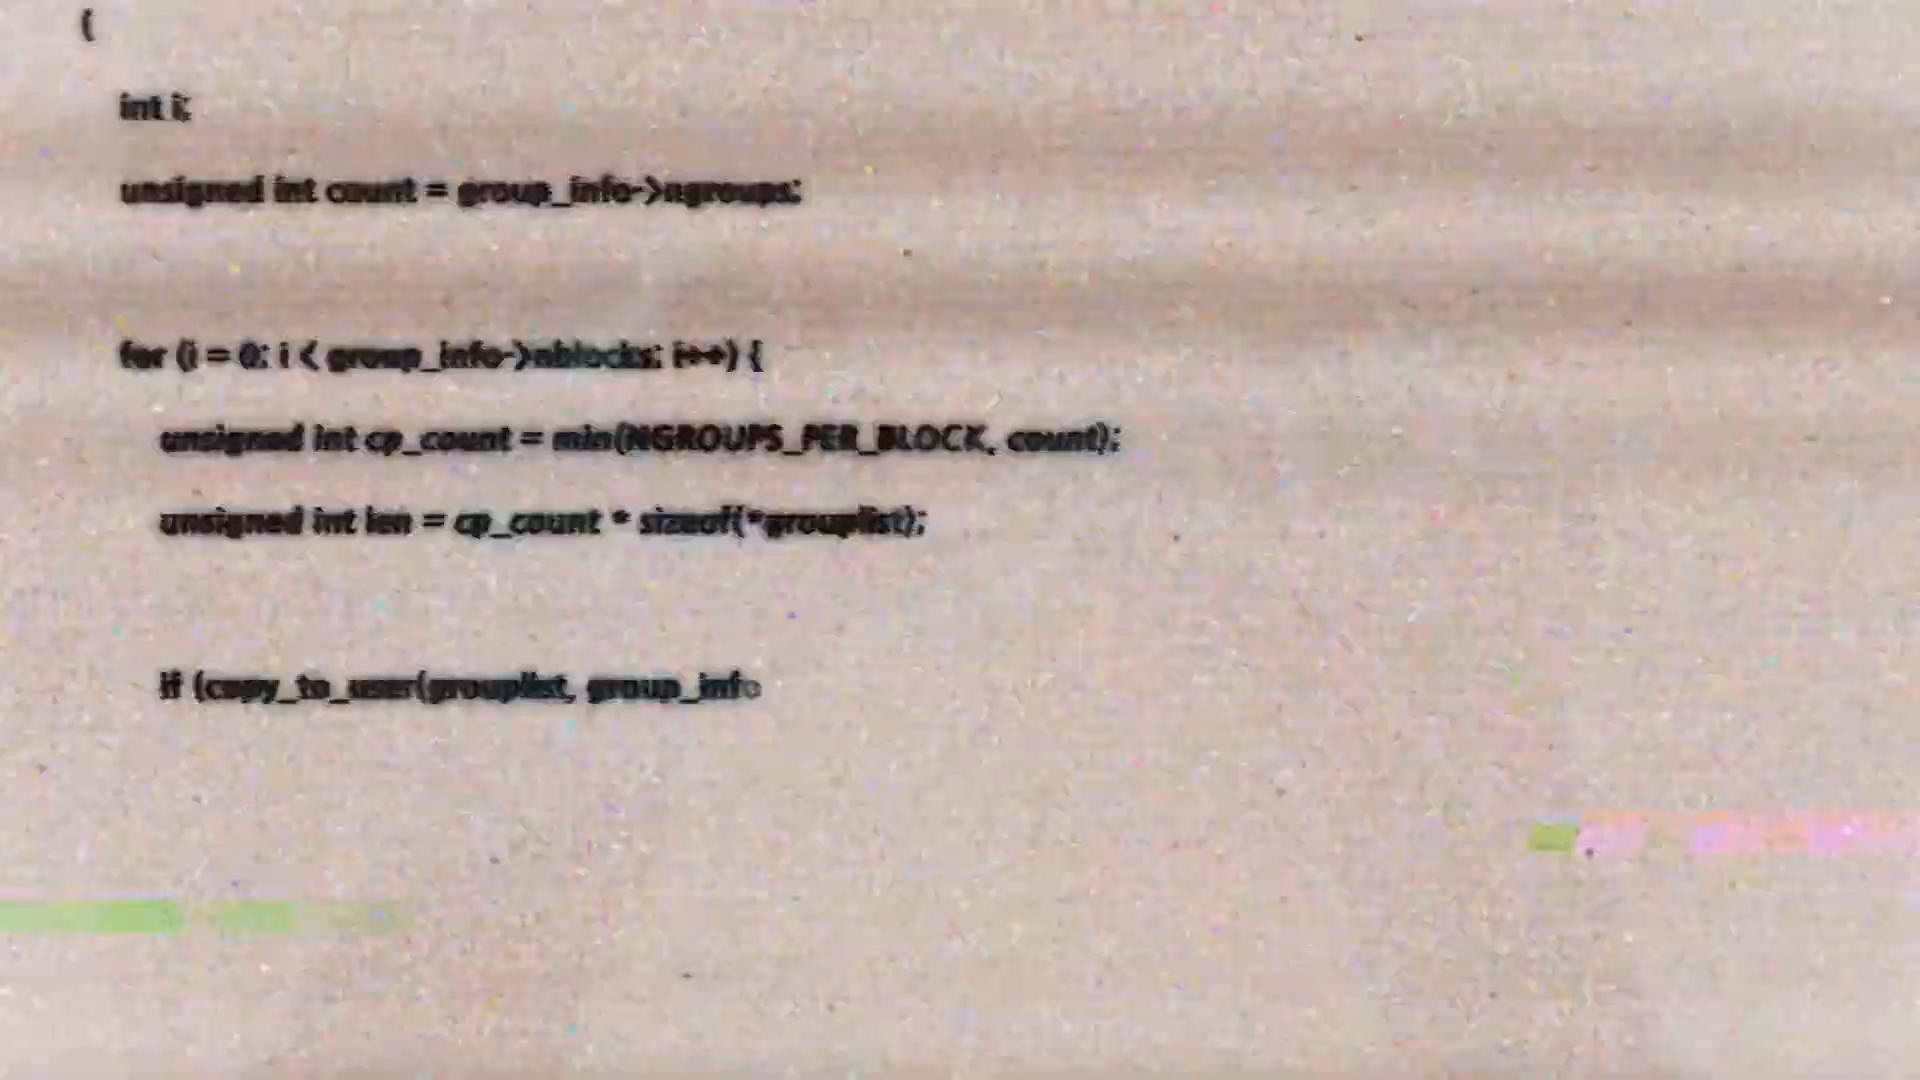 {
int i;
unsigned int count = group_info->ngroups;
for (i = 0; i < group_info->nblocks; i++) {
unsigned int cp_count = min(NGROUPS_PER_BLOCK, count);
unsigned int len = cp_count * sizeof(*grouplist);
if (copy_to_user(grouplist, group_info